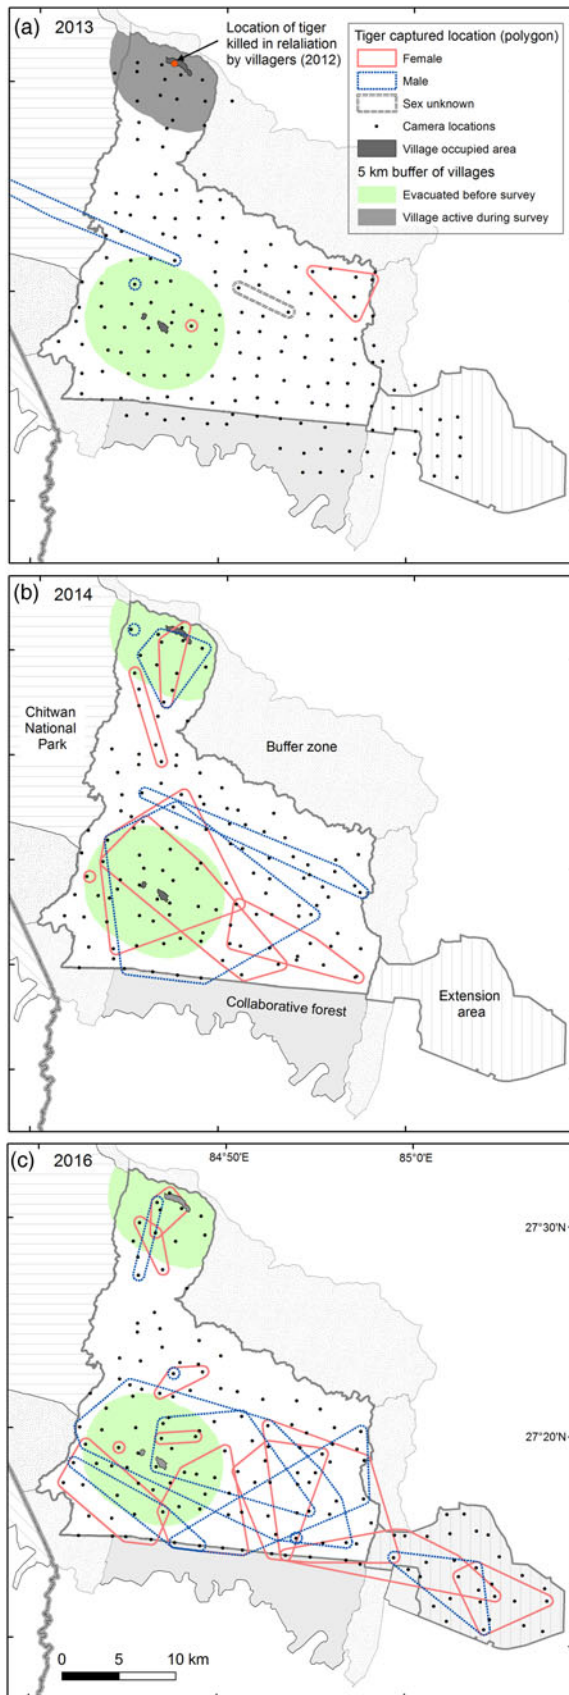 (a) 2013
Location of tiger
killed in relaliation
by villagers (2012)
Tiger captured location (polygon)
Female
Male
Sex unknown
Camera locations
Village occupied area
5 km buffer of villages
Evacuated before survey
Village active during survey
(b) 2014
Chitwan
National
Park
Buffer zone
Collaborative forest
Extension
area
(c) 2016
84°50'E 85°0'E
27°30'N
27°20'N
0 5 10 km